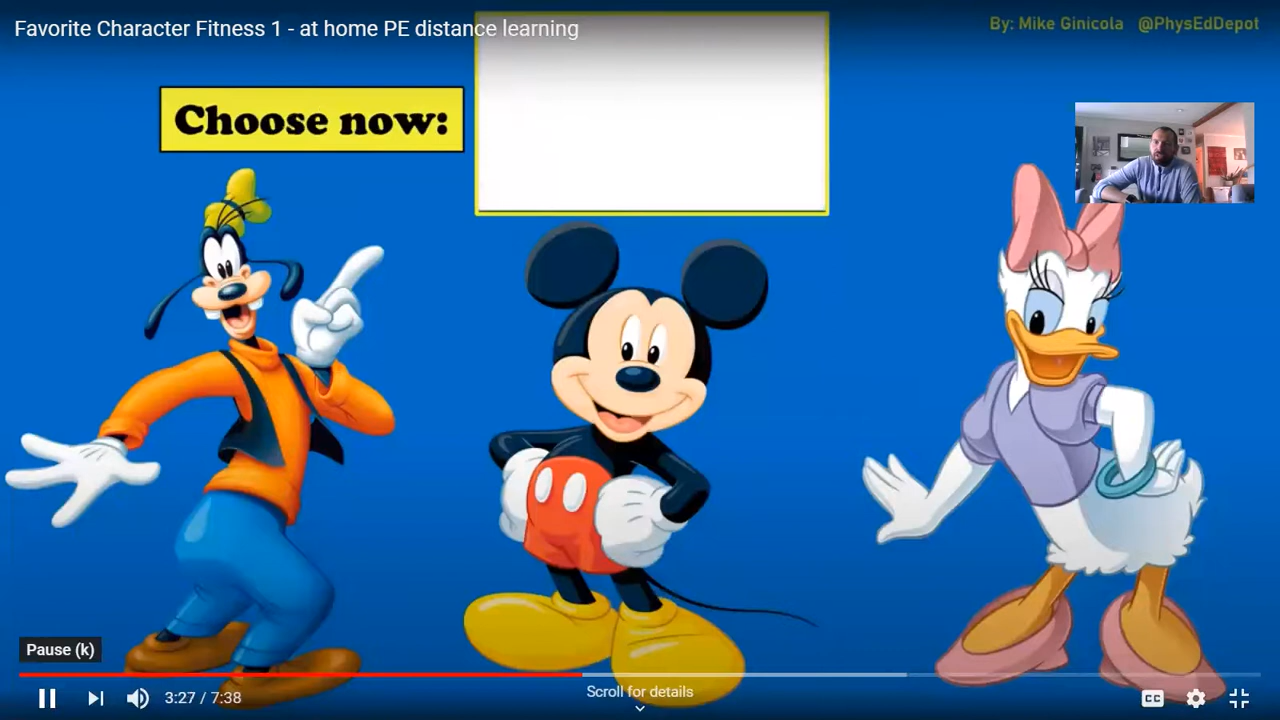 Favorite Character Fitness 1 - at home PE distance learning
By: Mike Ginicola @PhysEdDepot
Choose now:
Pause (k)
3:27 / 7:38
Scroll for details
CC